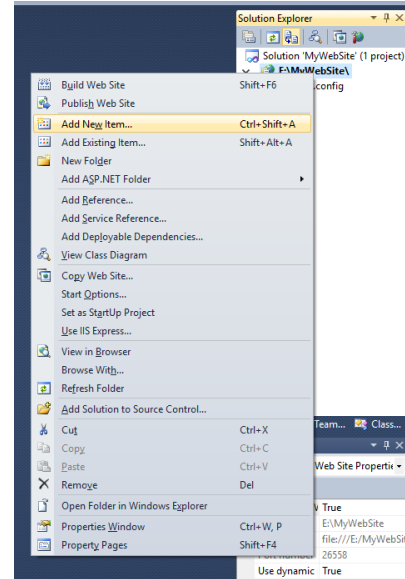 Solution Explorer
Solution 'MyWebSite' (1 project)
E:\MyWebSite\
.config
Build Web Site Shift+F6
Publish Web Site
Add New Item... Ctrl+Shift+A
Add Existing Item... Shift+Alt+A
New Folder
Add ASP.NET Folder
Add Reference...
Add Service Reference...
Add Deployable Dependencies...
View Class Diagram
Copy Web Site...
Start Options...
Set as StartUp Project
Use IIS Express...
View in Browser
Browse With...
Refresh Folder
Add Solution to Source Control...
Cut Ctrl+X
Copy Ctrl+C
Paste Ctrl+V
Remove Del
Open Folder in Windows Explorer
Properties Window Ctrl+W, P
Property Pages Shift+F4
Team... Class...
Web Site Propertie
True
E:\MyWebSite
file:///E:/MyWebSit
26558
Use dynamic True